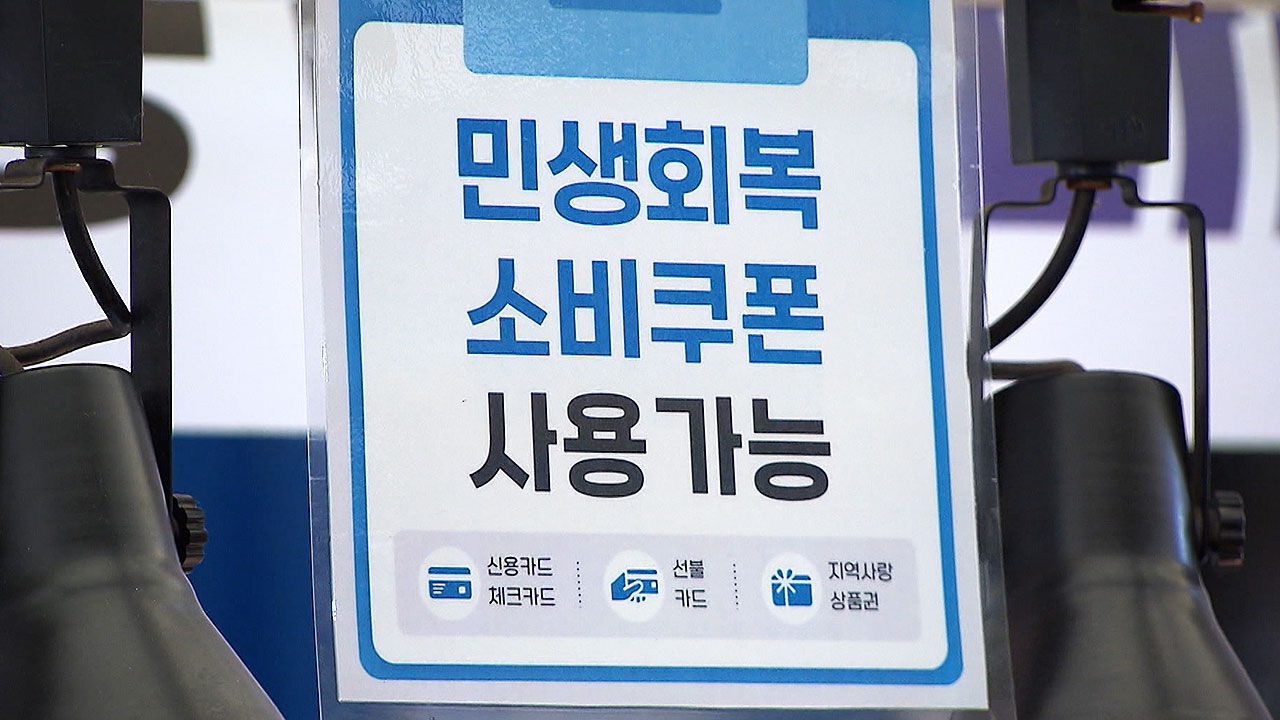 민생회복
소비쿠폰
사용가능
신용카드
체크카드
선불
카드
지역사랑
상품권